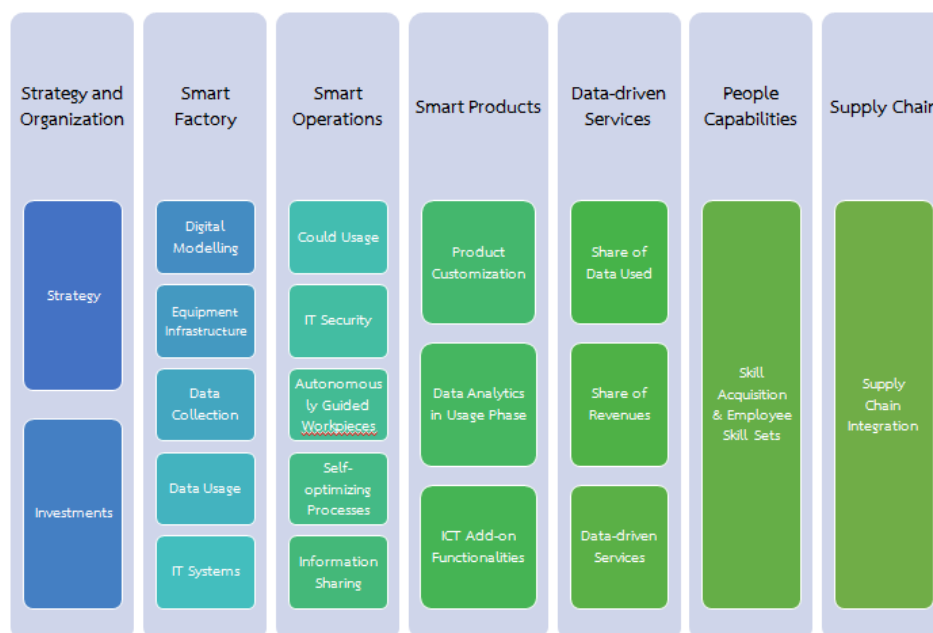 Strategy and
Organization
Strategy
Investments
Smart
Factory
Digital
Modelling
Equipment
Infrastructure
Data
Collection
Data Usage
IT Systems
Smart
Operations
Could Usage
IT Security
Autonomous
ly Guided
Workpieces
Self-
optimizing
Processes
Information
Sharing
Smart Products
Product
Customization
Data Analytics
in Usage Phase
ICT Add-on
Functionalities
Data-driven
Services
Share of
Data Used
Share of
Revenues
Data-driven
Services
People
Capabilities
Skill
Acquisition
& Employee
Skill Sets
Supply Chain
Supply
Chain
Integration